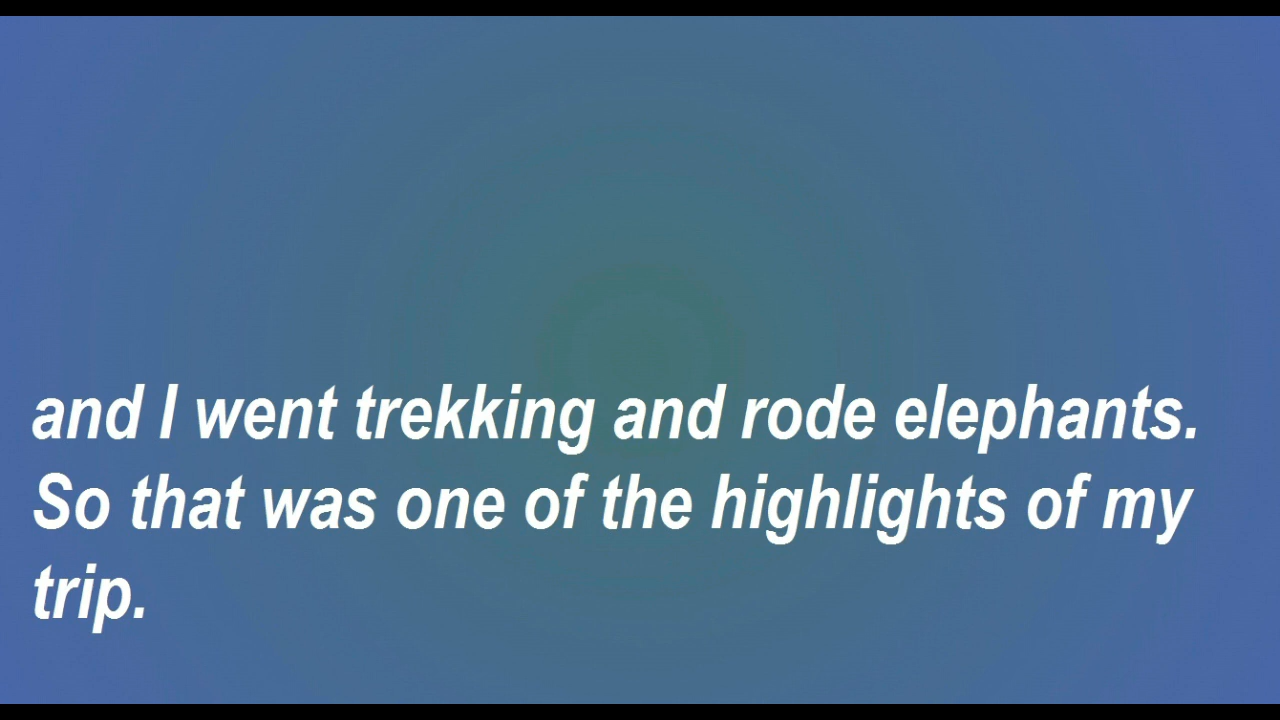 and I went trekking and rode elephants.
So that was one of the highlights of my
trip.